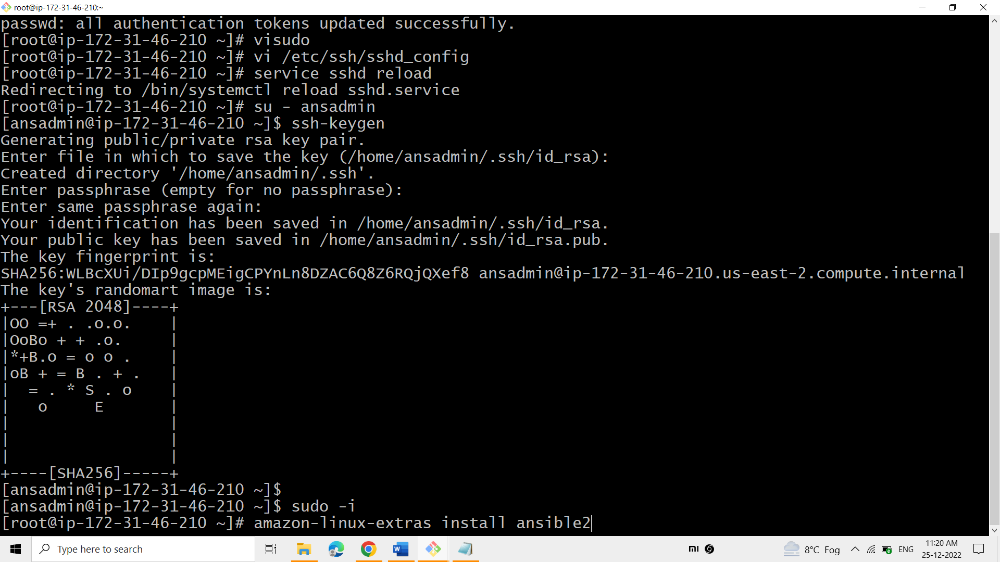 root@ip-172-31-46-210:~
passwd: all authentication tokens updated successfully.
[root@ip-172-31-46-210 ~]# visudo
[root@ip-172-31-46-210 ~]# vi /etc/ssh/sshd_config
[root@ip-172-31-46-210 ~]# service sshd reload
Redirecting to /bin/systemctl reload sshd.service
[root@ip-172-31-46-210 ~]# su - ansadmin
[ansadmin@ip-172-31-46-210 ~]$ ssh-keygen
Generating public/private rsa key pair.
Enter file in which to save the key (/home/ansadmin/.ssh/id_rsa):
Created directory '/home/ansadmin/.ssh'.
Enter passphrase (empty for no passphrase):
Enter same passphrase again:
Your identification has been saved in /home/ansadmin/.ssh/id_rsa.
Your public key has been saved in /home/ansadmin/.ssh/id_rsa.pub.
The key fingerprint is:
SHA256:WLBcXUi/DIp9gcpMEigCPYnLn8DZAC6Q8Z6RQjQXef8 ansadmin@ip-172-31-46-210.us-east-2.compute.internal
The key's randomart image is:
+---[RSA 2048]----+
|OO =+ . .o.o.    |
|OoBo + + .o.     |
|*+B.o = o o .    |
|oB + = B . + .   |
|  = . * S . o    |
|   o     E       |
|                 |
|                 |
|                 |
+----[SHA256]-----+
[ansadmin@ip-172-31-46-210 ~]$
[ansadmin@ip-172-31-46-210 ~]$ sudo -i
[root@ip-172-31-46-210 ~]# amazon-linux-extras install ansible2
Type here to search
W
mi
8°C Fog
ENG
11:20 AM
25-12-2022